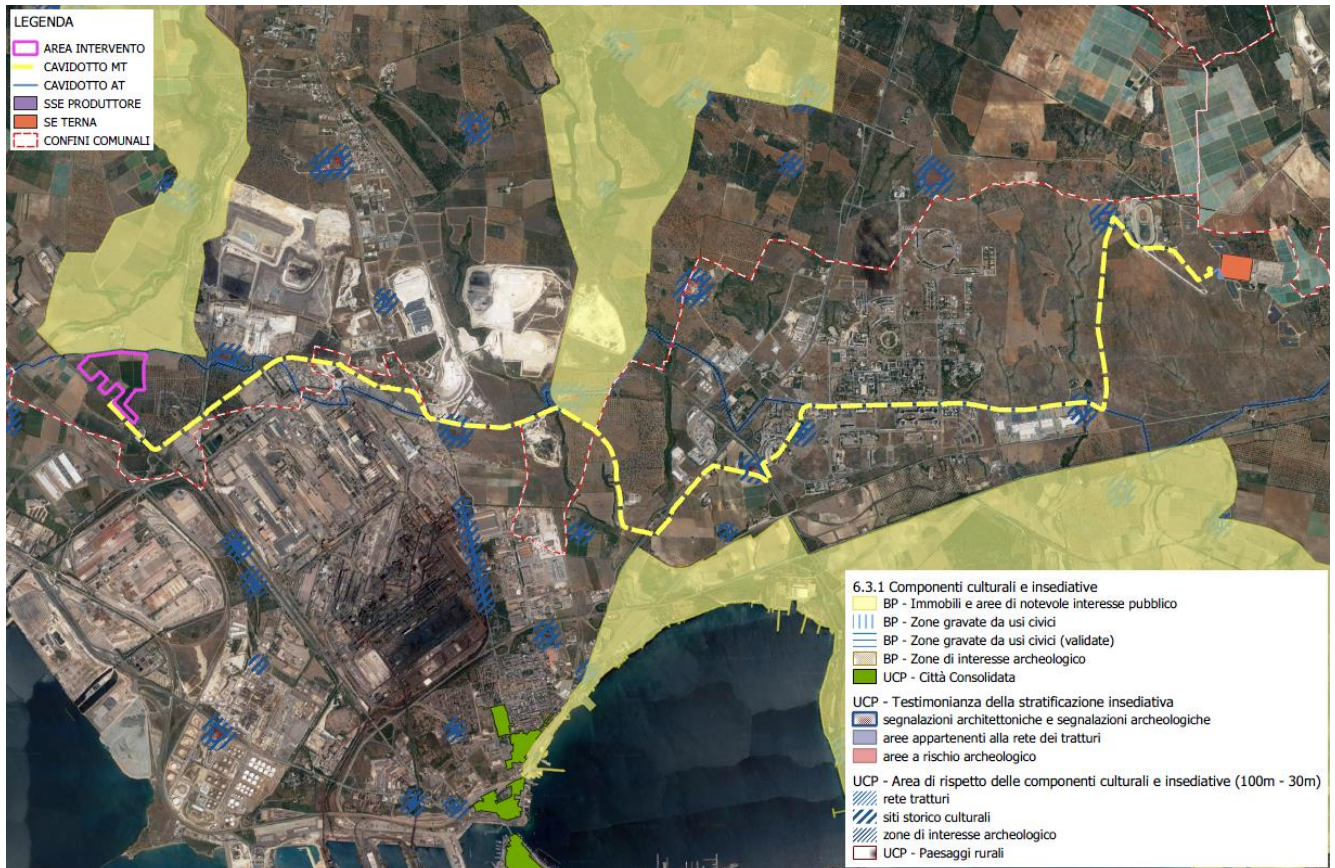 LEGENDA
AREA INTERVENTO
CAVIDOTTO MT
CAVIDOTTO AT
SSE PRODUTTORE
SE TERNA
CONFINI COMUNALI
6.3.1 Componenti culturali e insediative
BP - Immobili e aree di notevole interesse pubblico
BP - Zone gravate da usi civici
BP - Zone gravate da usi civici (validate)
BP - Zone di interesse archeologico
UCP - Città Consolidata
UCP - Testimonianza della stratificazione insediativa
segnalazioni architettoniche e segnalazioni archeologiche
aree appartenenti alla rete dei tratturi
aree a rischio archeologico
UCP - Area di rispetto delle componenti culturali e insediative (100m - 30m)
rete tratturi
siti storico culturali
zone di interesse archeologico
UCP - Paesaggi rurali